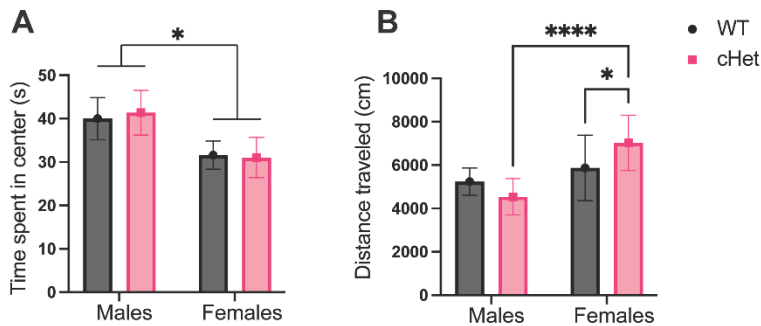 A
Time spent in center (s)
50
40
30
20
10
0
*
Males
Females
B
Distance traveled (cm)
10000
8000
6000
4000
2000
0
****
*
Males
Females
WT
cHet